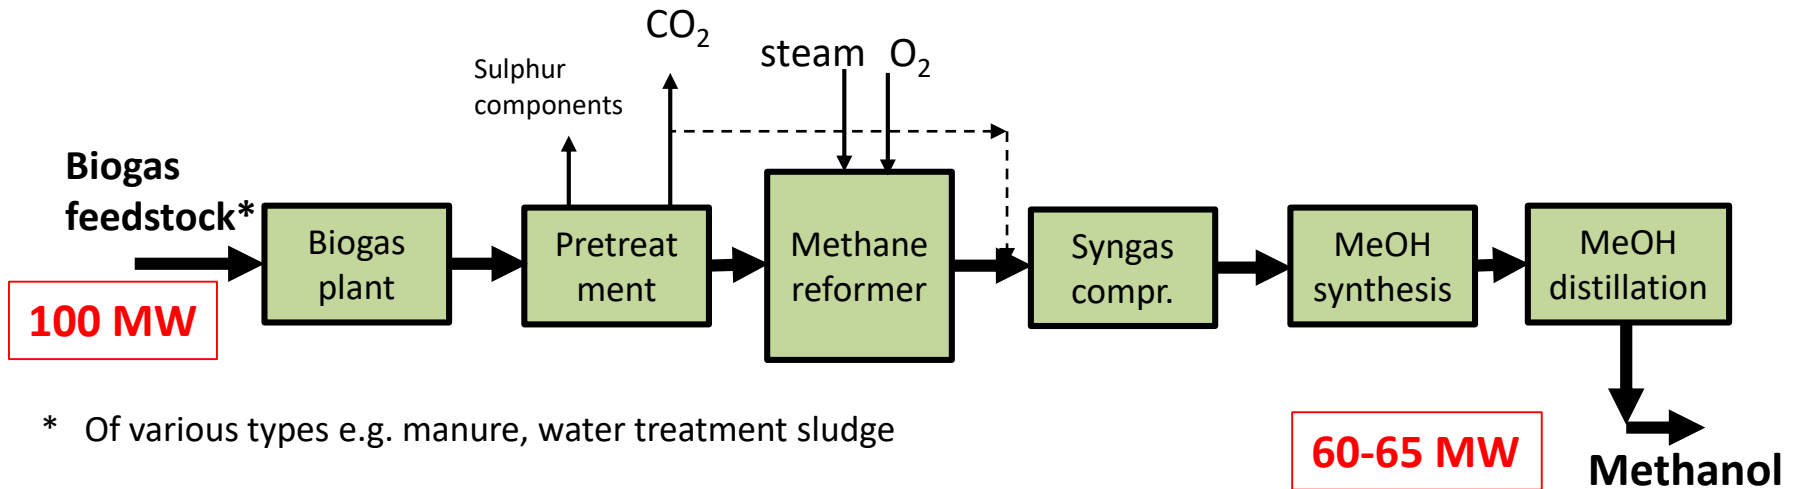 CO2
steam O2
Sulphur
components
Biogas
feedstock*
Biogas
plant
Pretreat
ment
Methane
reformer
Syngas
compr.
MeOH
synthesis
MeOH
distillation
100 MW
* Of various types e.g. manure, water treatment sludge
60-65 MW
Methanol